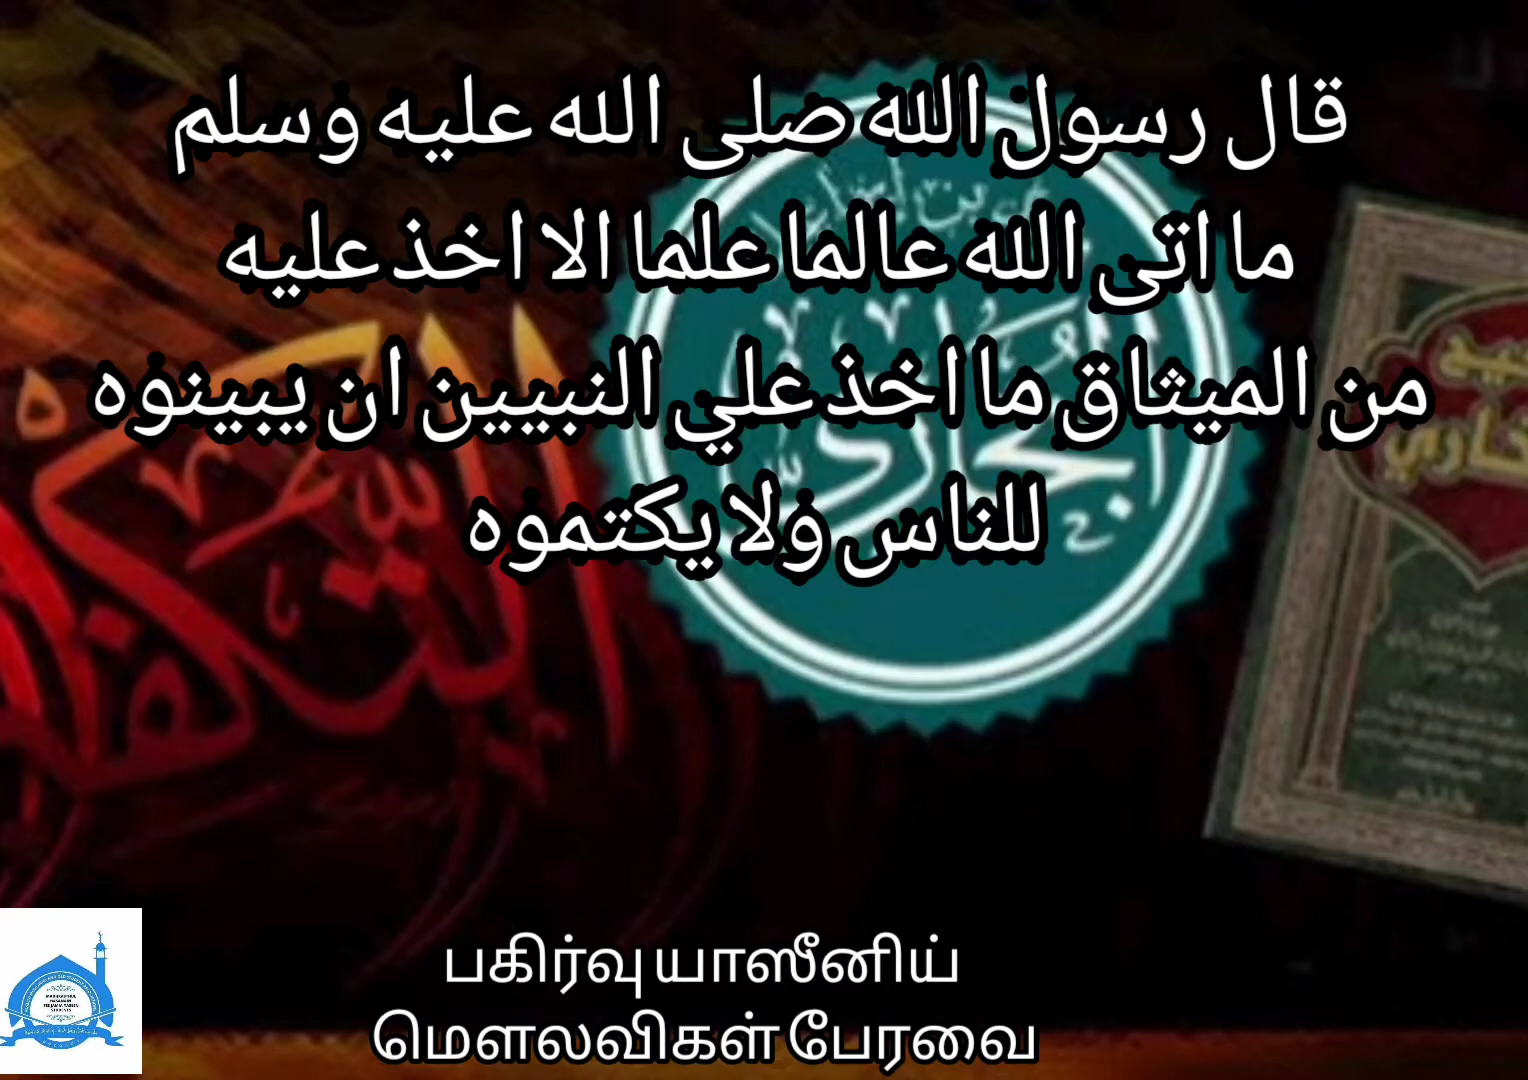 قال رسول الله صلى الله عليه وسلم
ما اتى الله عالما علما الا اخذ عليه
من الميثاق ما اخذ علي النبيين ان يبينوه
للناس ولا يكتموه
البخاري
பகிர்வு யாஸீனிய்
மௌலவிகள் பேரவை